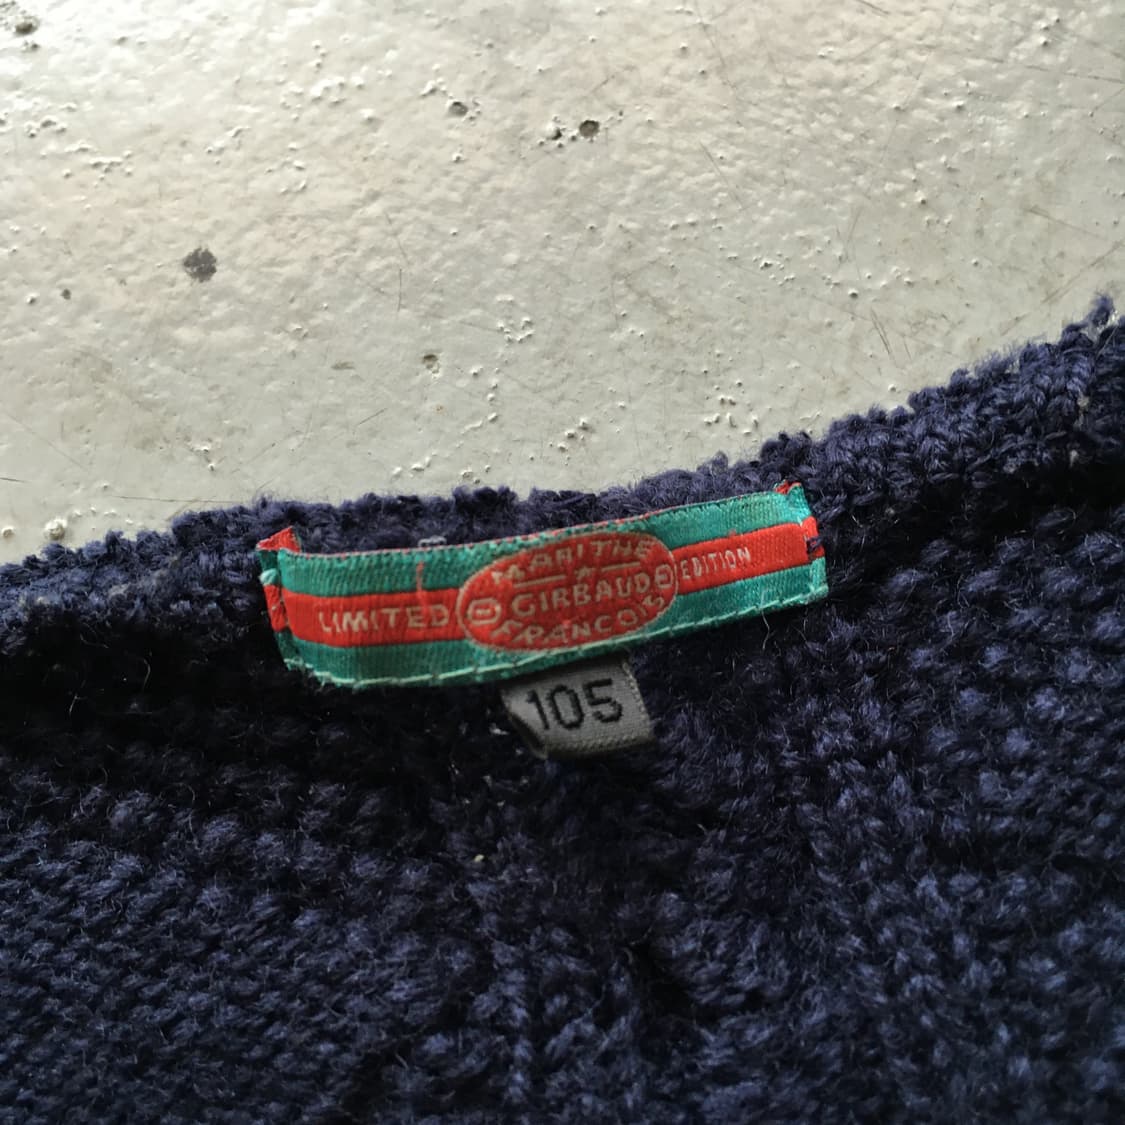 LIMITED
MARITHE
GIRBAUD
FRANCOIS
EDITION
105